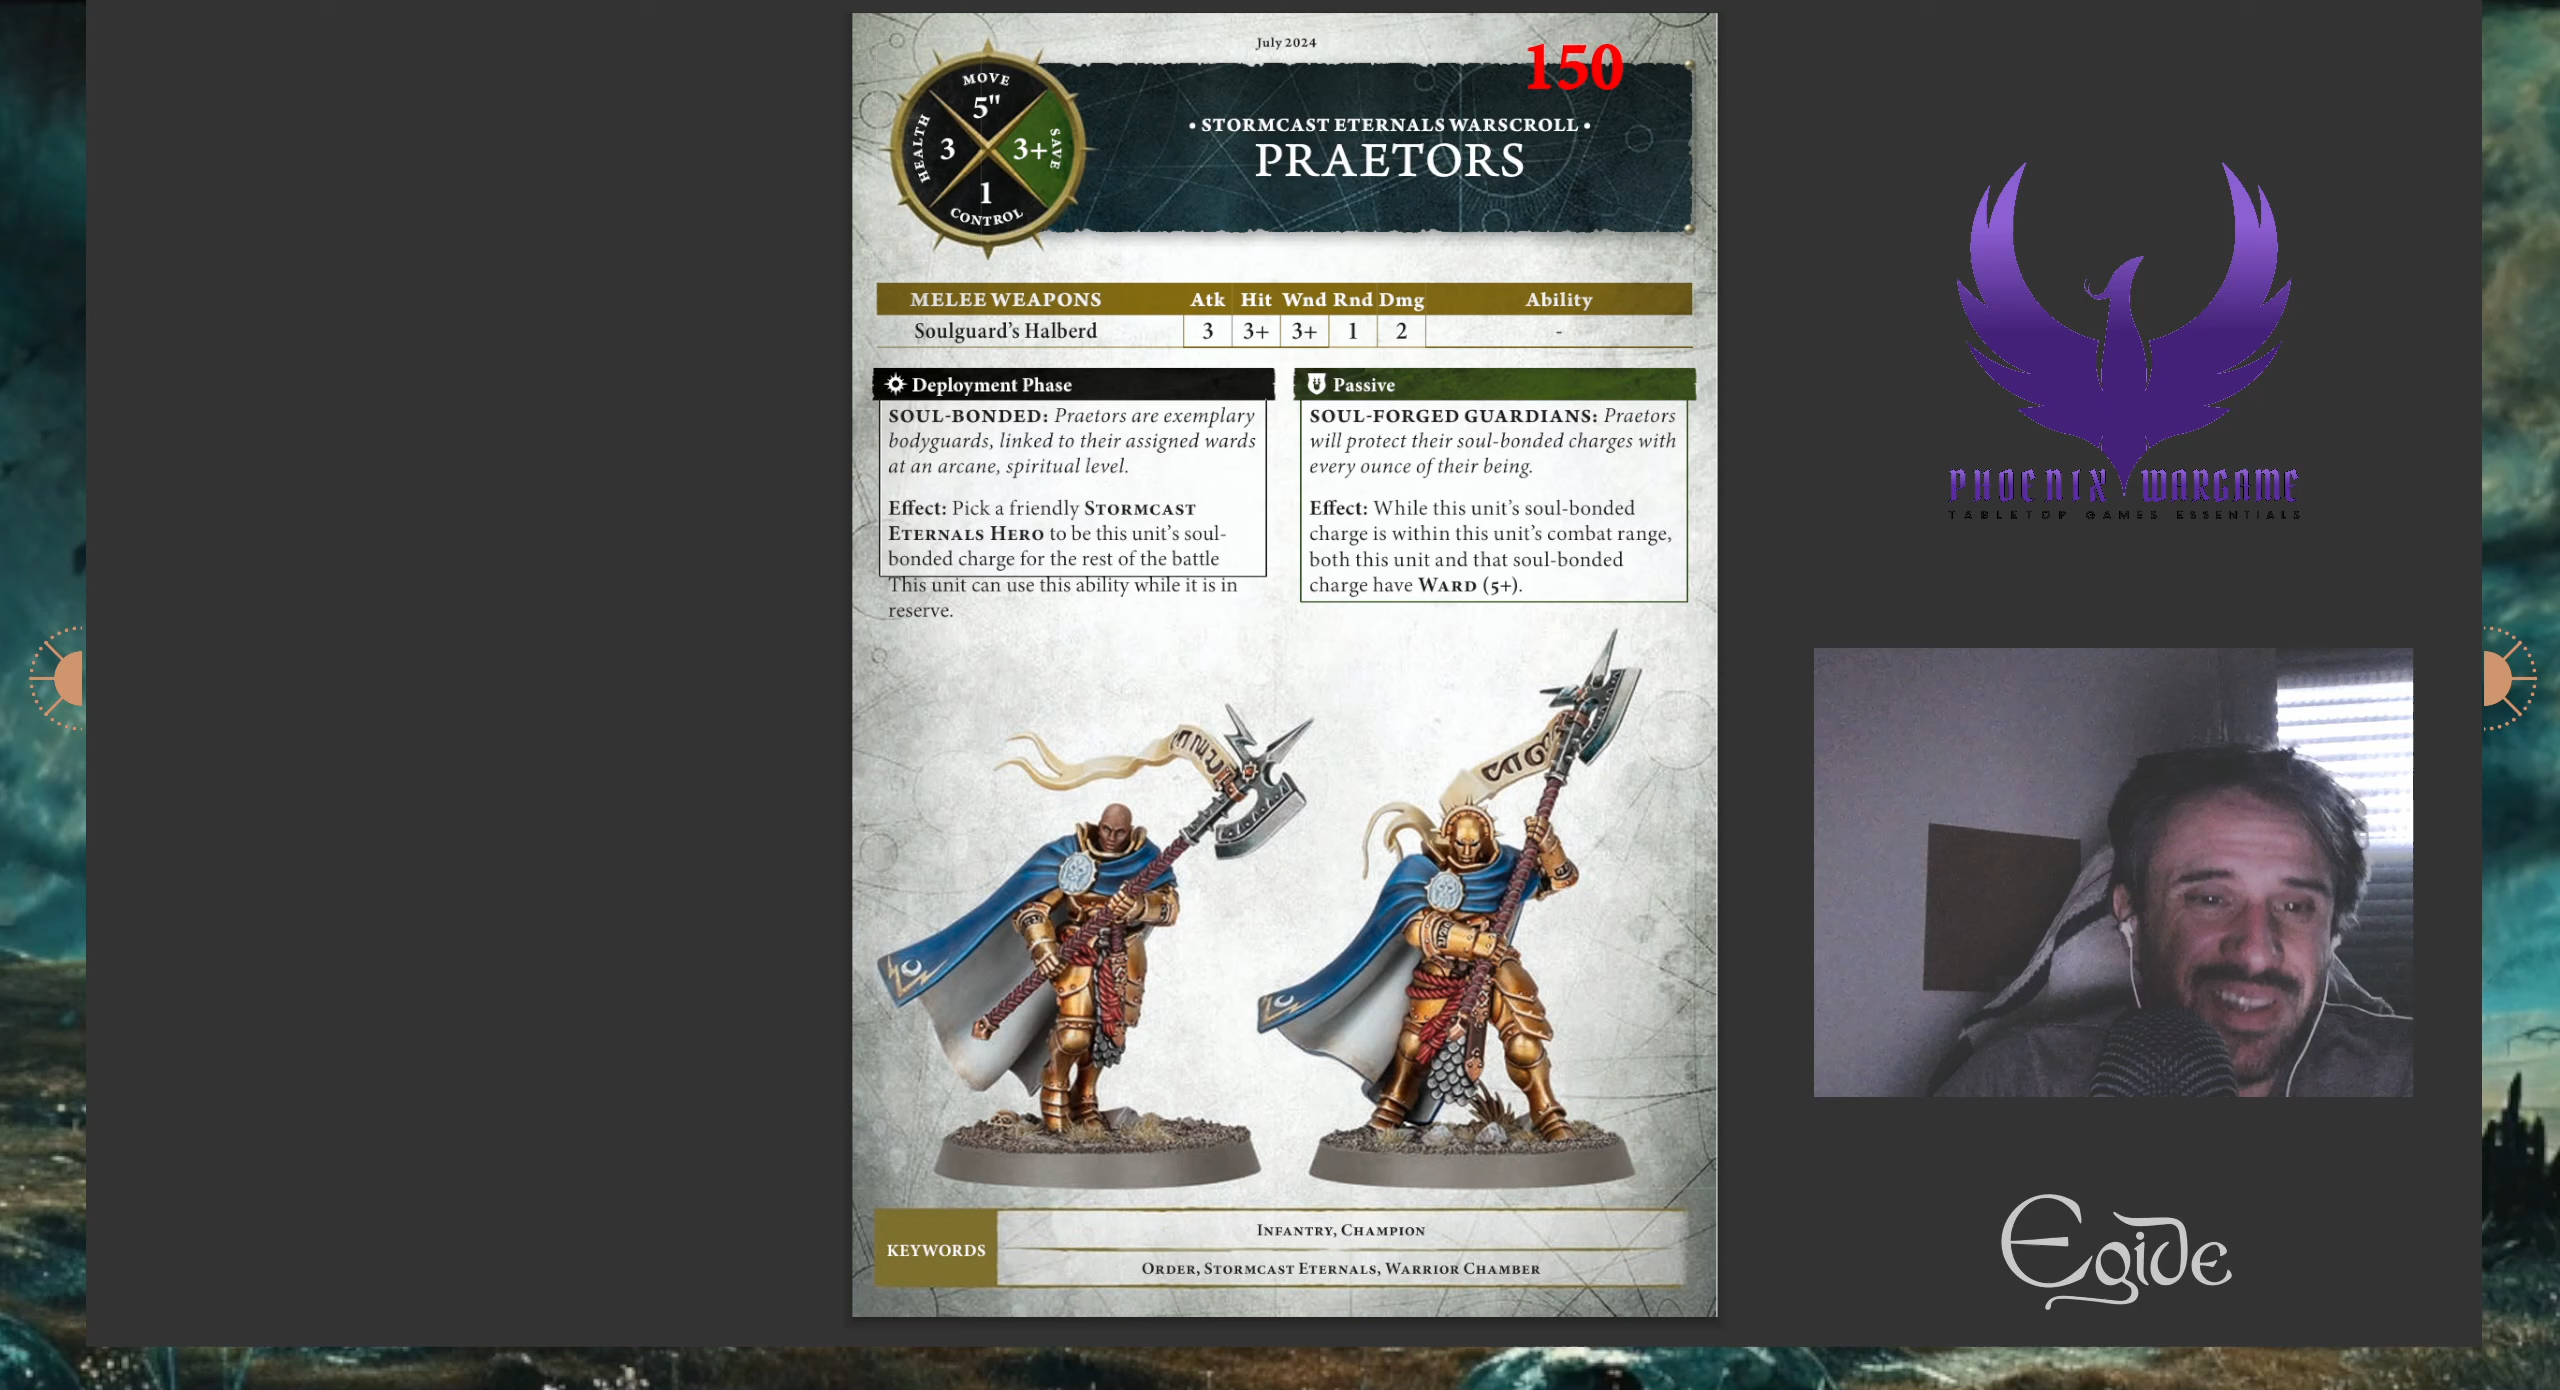 July 2024
150
MOVE
5"
HEALTH
3
3+
SAVE
1
CONTROL
• STORMCAST ETERNALS WARSCROLL •
PRAETORS
MELEE WEAPONS Atk Hit Wnd Rnd Dmg Ability
Soulguard's Halberd 3 3+ 3+ 1 2 -
Deployment Phase
SOUL-BONDED: Praetors are exemplary
bodyguards, linked to their assigned wards
at an arcane, spiritual level.
Effect: Pick a friendly STORMCAST
ETERNALS HERO to be this unit's soul-
bonded charge for the rest of the battle
This unit can use this ability while it is in
reserve.
Passive
SOUL-FORGED GUARDIANS: Praetors
will protect their soul-bonded charges with
every ounce of their being.
Effect: While this unit's soul-bonded
charge is within this unit's combat range,
both this unit and that soul-bonded
charge have WARD (5+).
KEYWORDS
INFANTRY, CHAMPION
ORDER, STORMCAST ETERNALS, WARRIOR CHAMBER
PHOENIX WARGAME
TABLETOP GAMES ESSENTIALS
Egide